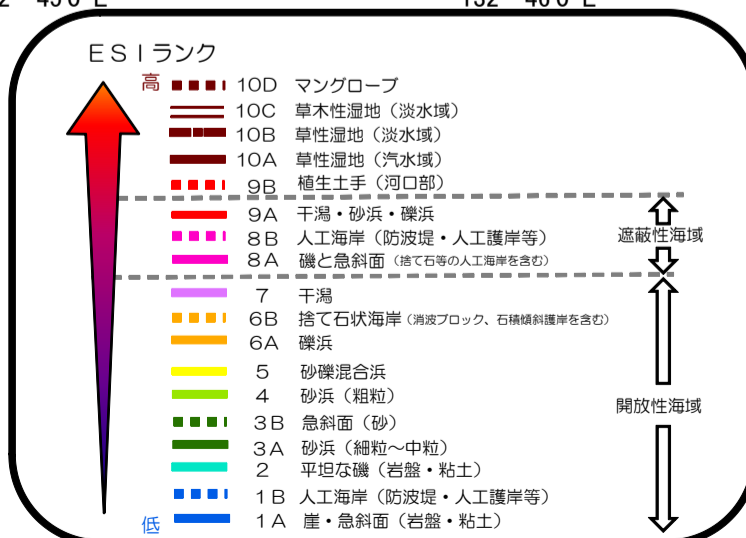 ESIランク
高
10D マングローブ
10C 草木性湿地（淡水域）
10B 草性湿地（淡水域）
10A 草性湿地（汽水域）
9B 植生土手（河口部）
9A 干潟・砂浜・礫浜
8B 人工海岸（防波堤・人工護岸等）
遮蔽性海域
8A 磯と急斜面（捨て石等の人工海岸を含む）
7 干潟
6B 捨て石状海岸（消波ブロック、石積傾斜護岸を含む）
6A 礫浜
5 砂礫混合浜
4 砂浜（粗粒）
開放性海域
3B 急斜面（砂）
3A 砂浜（細粒～中粒）
2 平坦な磯（岩盤・粘土）
1B 人工海岸（防波堤・人工護岸等）
低
1A 崖・急斜面（岩盤・粘土）